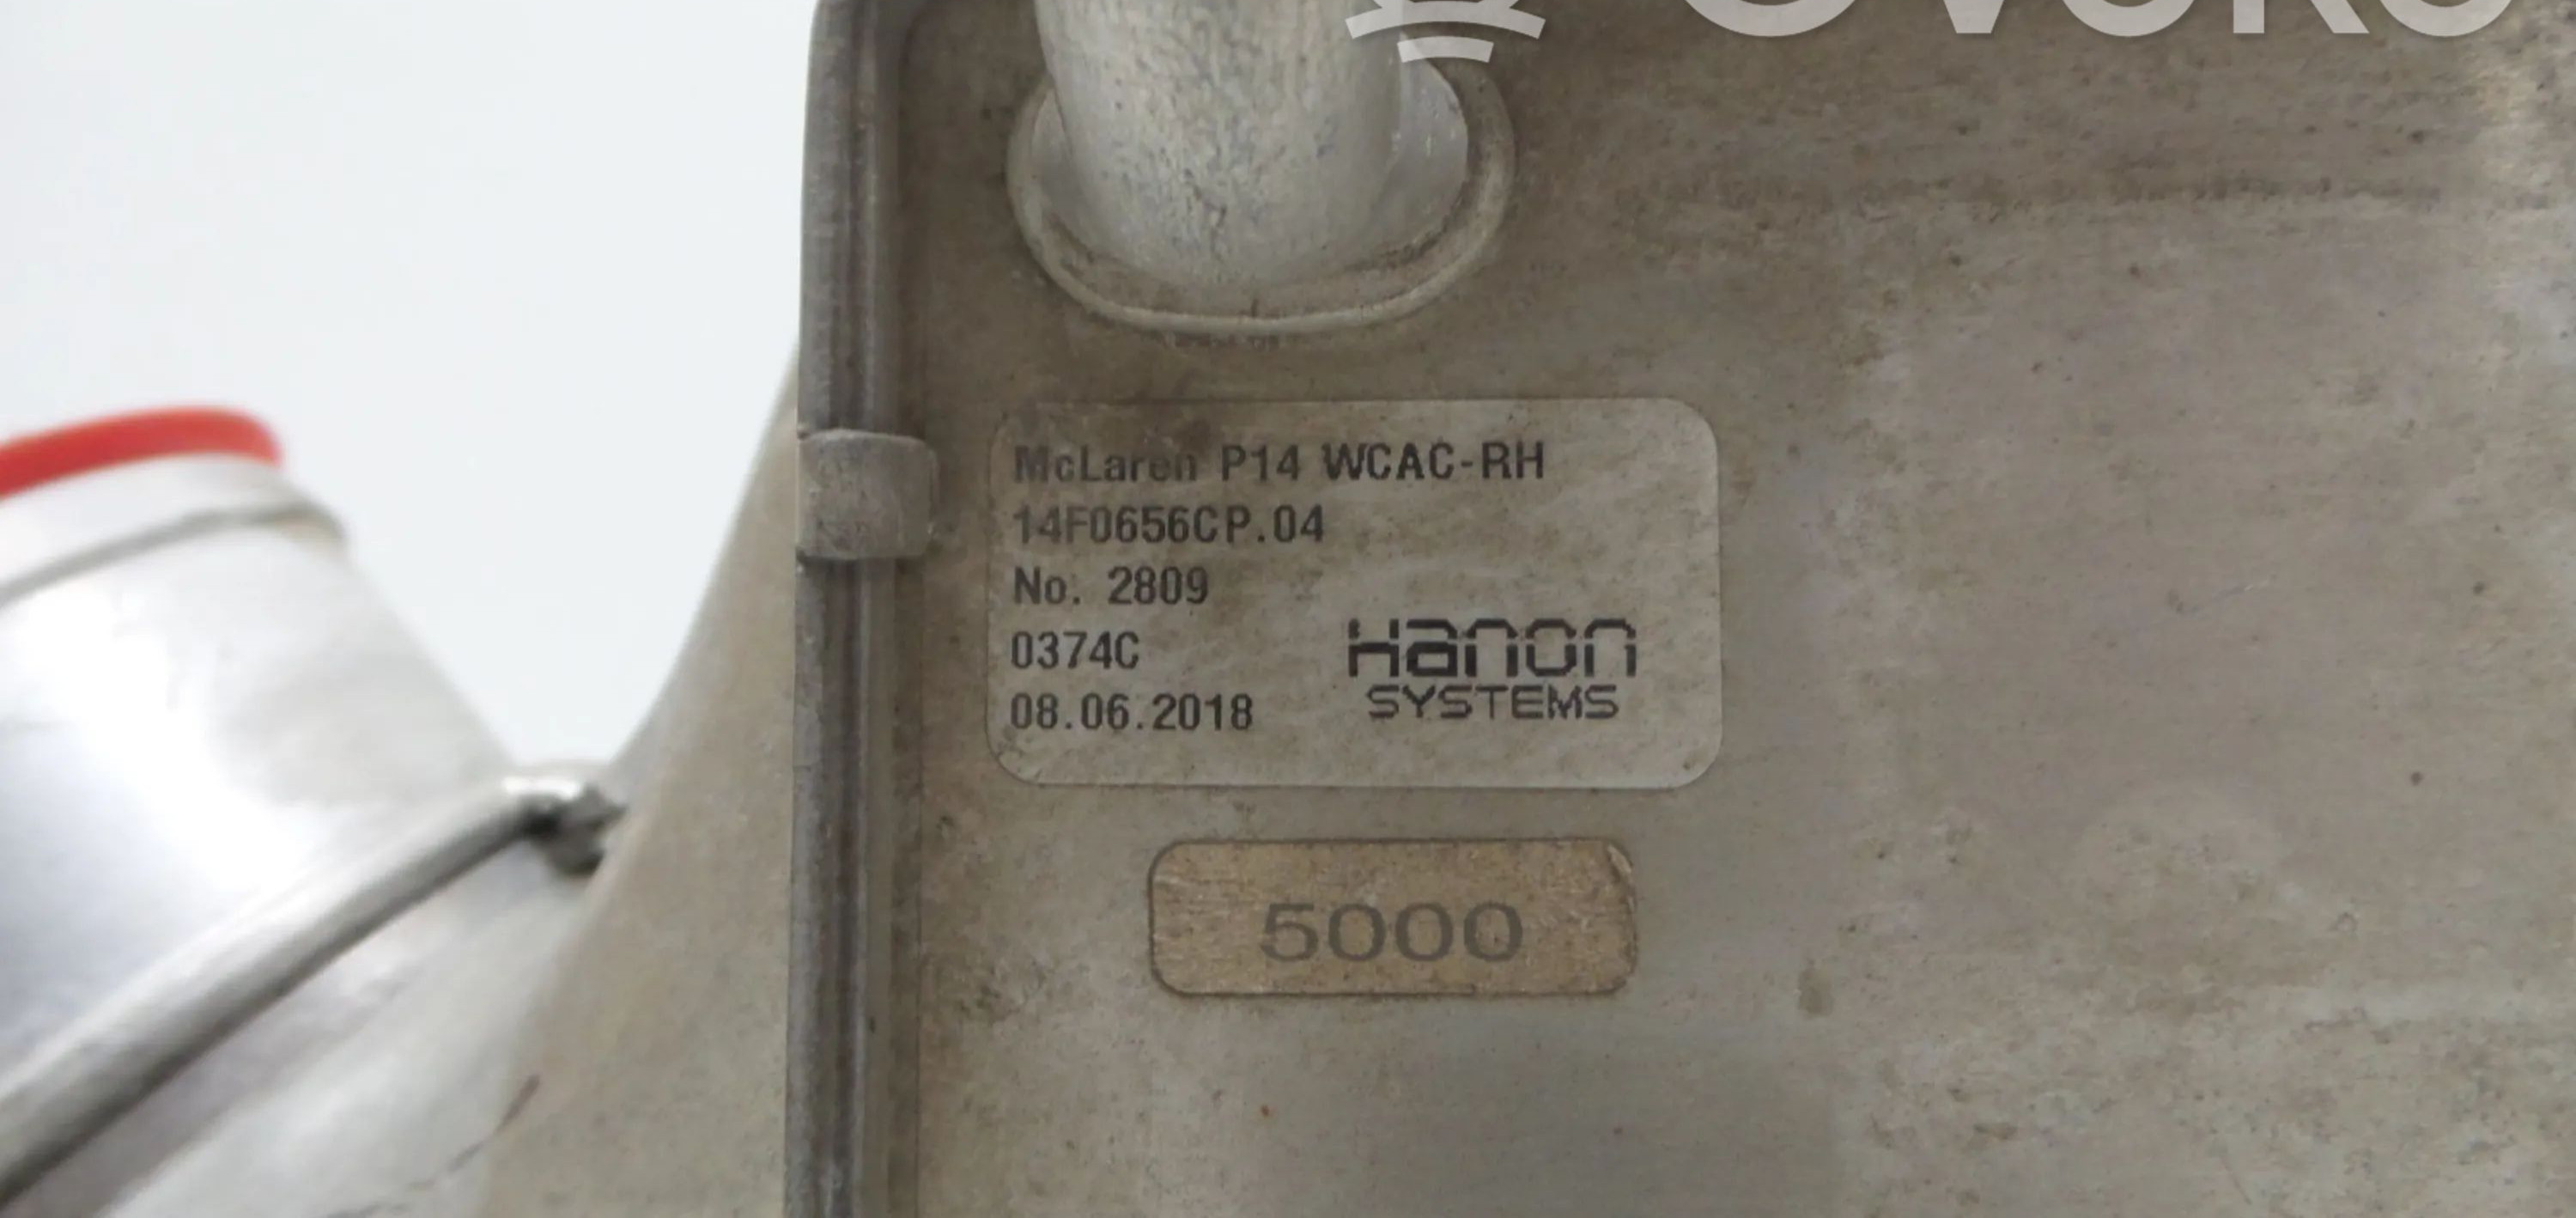 McLaren P14 WCAC-RH
14F0656CP.04
No. 2809
0374C
08.06.2018
Hanon
SYSTEMS
5000